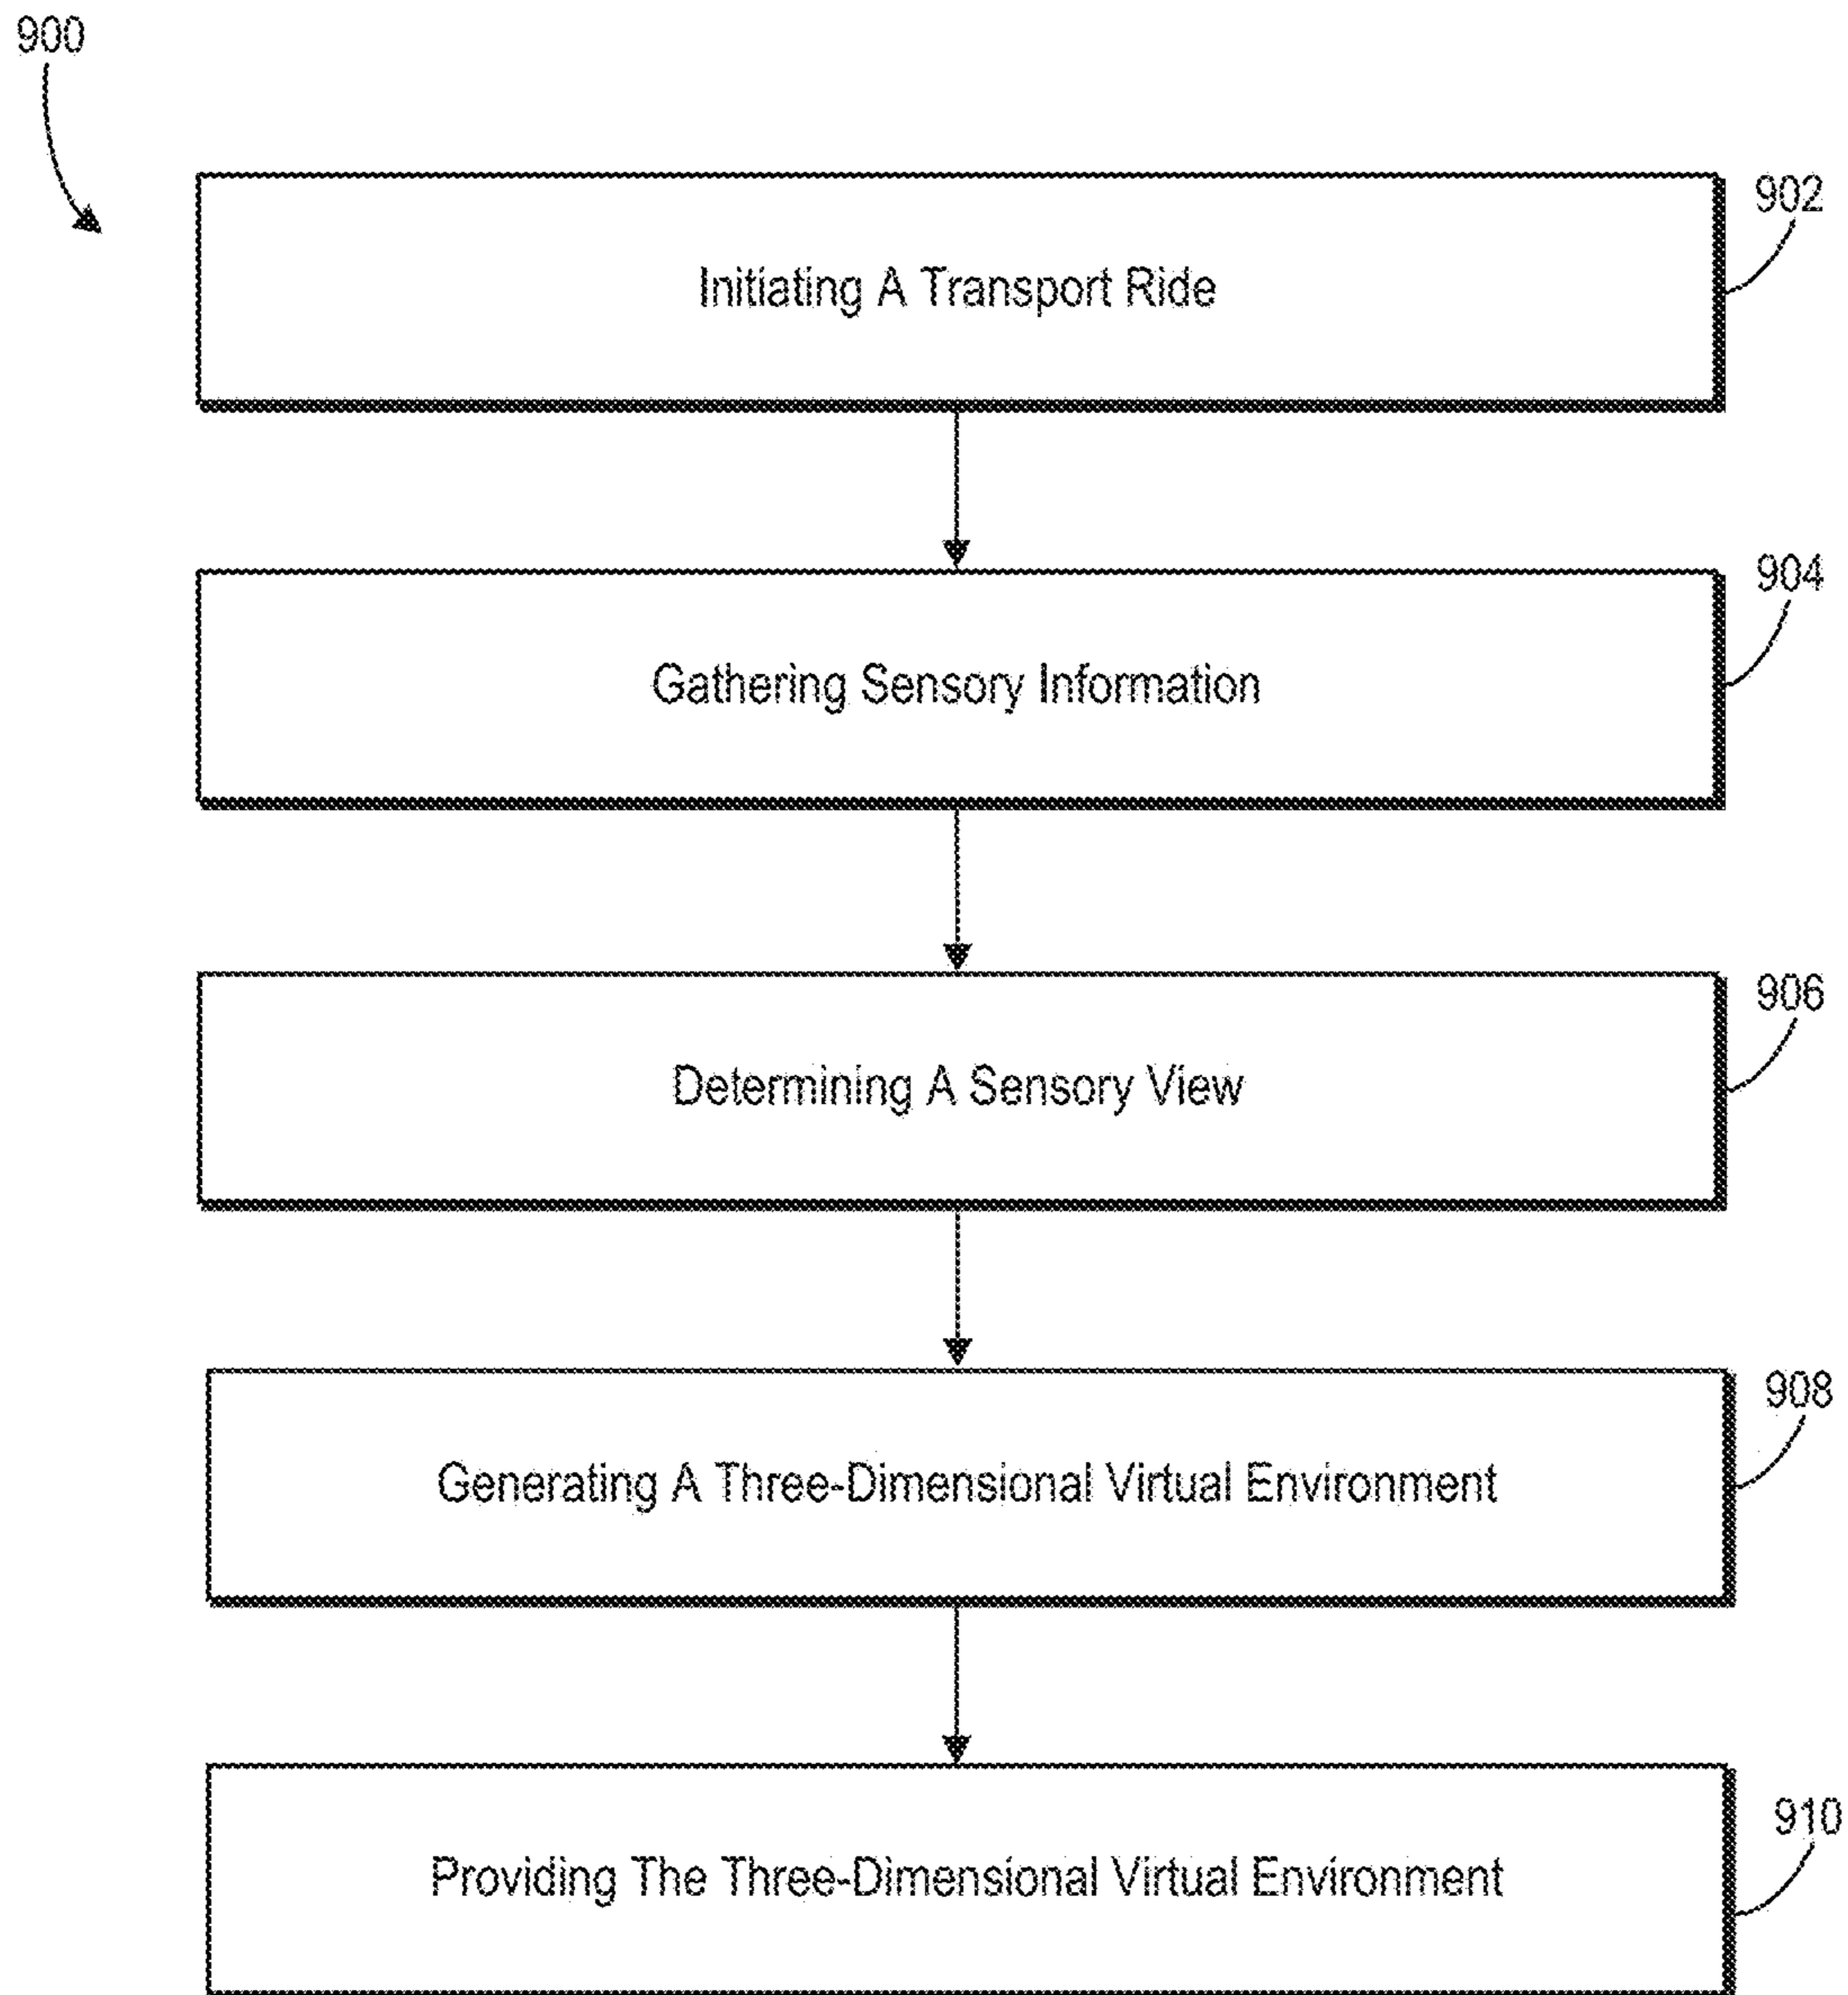 900
902
Initiating A Transport Ride
904
Gathering Sensory Information
906
Determining A Sensory View
908
Generating A Three-Dimensional Virtual Environment
910
Providing The Three-Dimensional Virtual Environment